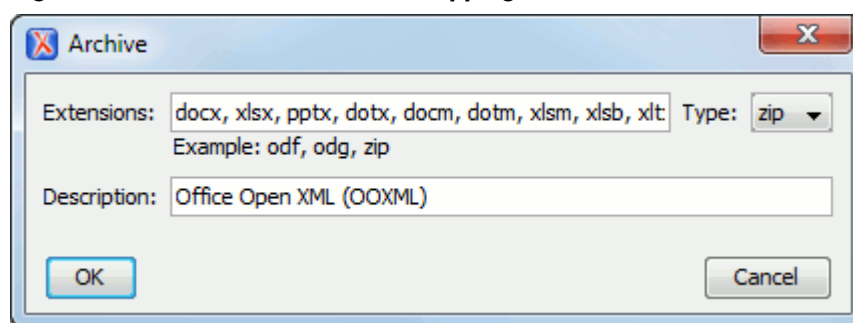 Archive
Extensions: docx, xlsx, pptx, dotx, docm, dotm, xlsm, xlsb, xlt Type: zip
Example: odf, odg, zip
Description: Office Open XML (OOXML)
OK Cancel